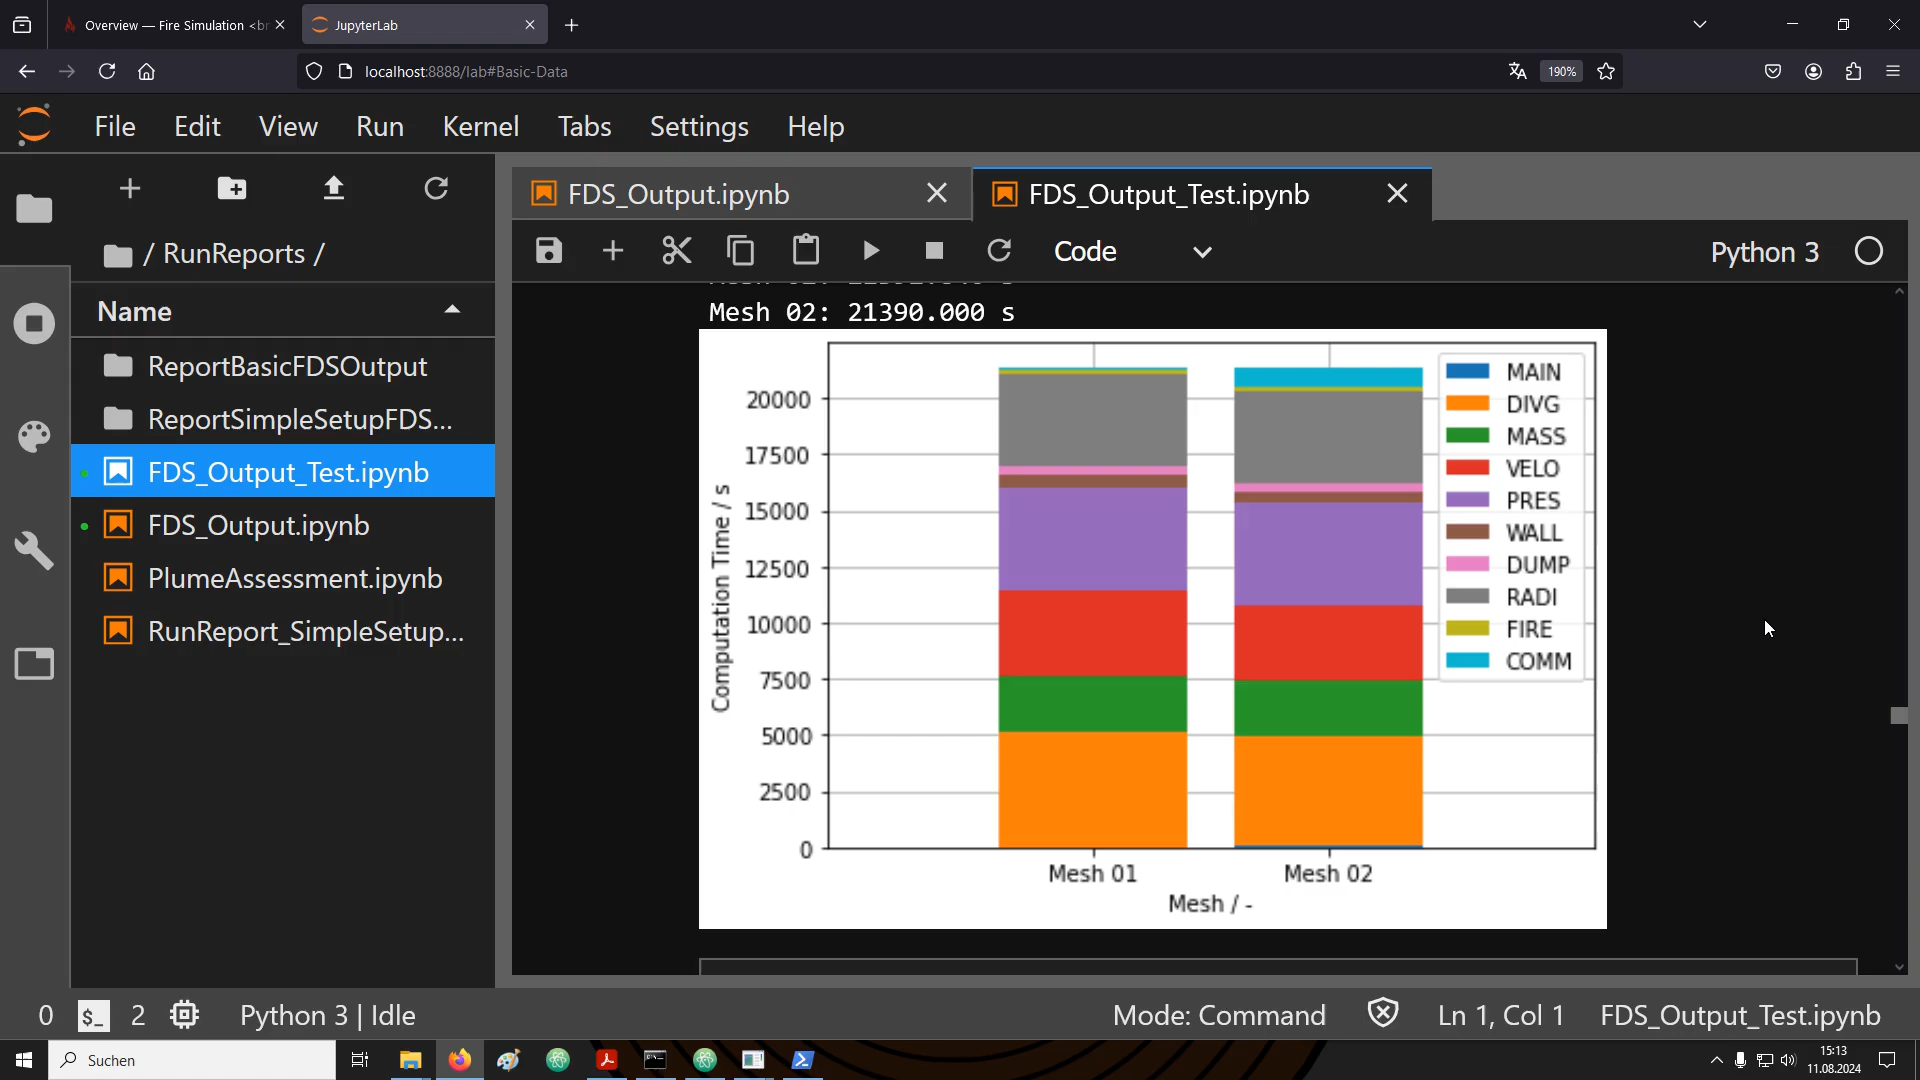 Overview — Fire Simulation <br
JupyterLab
localhost:8888/lab#Basic-Data
190%
File Edit View Run Kernel Tabs Settings Help
/ RunReports /
Name
ReportBasicFDSOutput
ReportSimpleSetupFDS...
FDS_Output_Test.ipynb
FDS_Output.ipynb
PlumeAssessment.ipynb
RunReport_SimpleSetup...
FDS_Output.ipynb
FDS_Output_Test.ipynb
Code
Python 3
Mesh 02: 21390.000 s
Computation Time / s
20000
17500
15000
12500
10000
7500
5000
2500
0
Mesh 01
Mesh 02
Mesh / -
MAIN
DIVG
MASS
VELO
PRES
WALL
DUMP
RADI
FIRE
COMM
0 $_ 2 Python 3 | Idle
Mode: Command
Ln 1, Col 1
FDS_Output_Test.ipynb
Suchen
15:13
11.08.2024